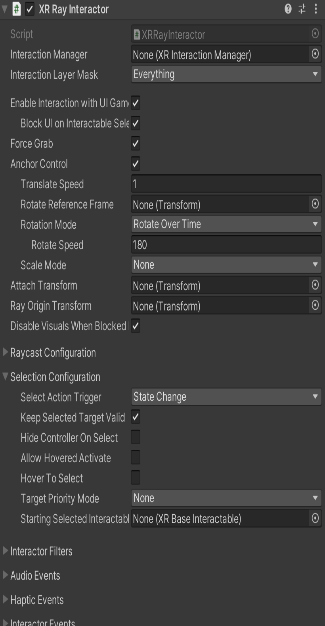 XR Ray Interactor
Script XRRayInteractor
Interaction Manager None (XR Interaction Manager)
Interaction Layer Mask Everything
Enable Interaction with UI Gam
Block UI on Interactable Sele
Force Grab
Anchor Control
Translate Speed 1
Rotate Reference Frame None (Transform)
Rotation Mode Rotate Over Time
Rotate Speed 180
Scale Mode None
Attach Transform None (Transform)
Ray Origin Transform None (Transform)
Disable Visuals When Blocked
Raycast Configuration
Selection Configuration
Select Action Trigger State Change
Keep Selected Target Valid
Hide Controller On Select
Allow Hovered Activate
Hover To Select
Target Priority Mode None
Starting Selected Interactabl None (XR Base Interactable)
Interactor Filters
Audio Events
Haptic Events
Interactor Events